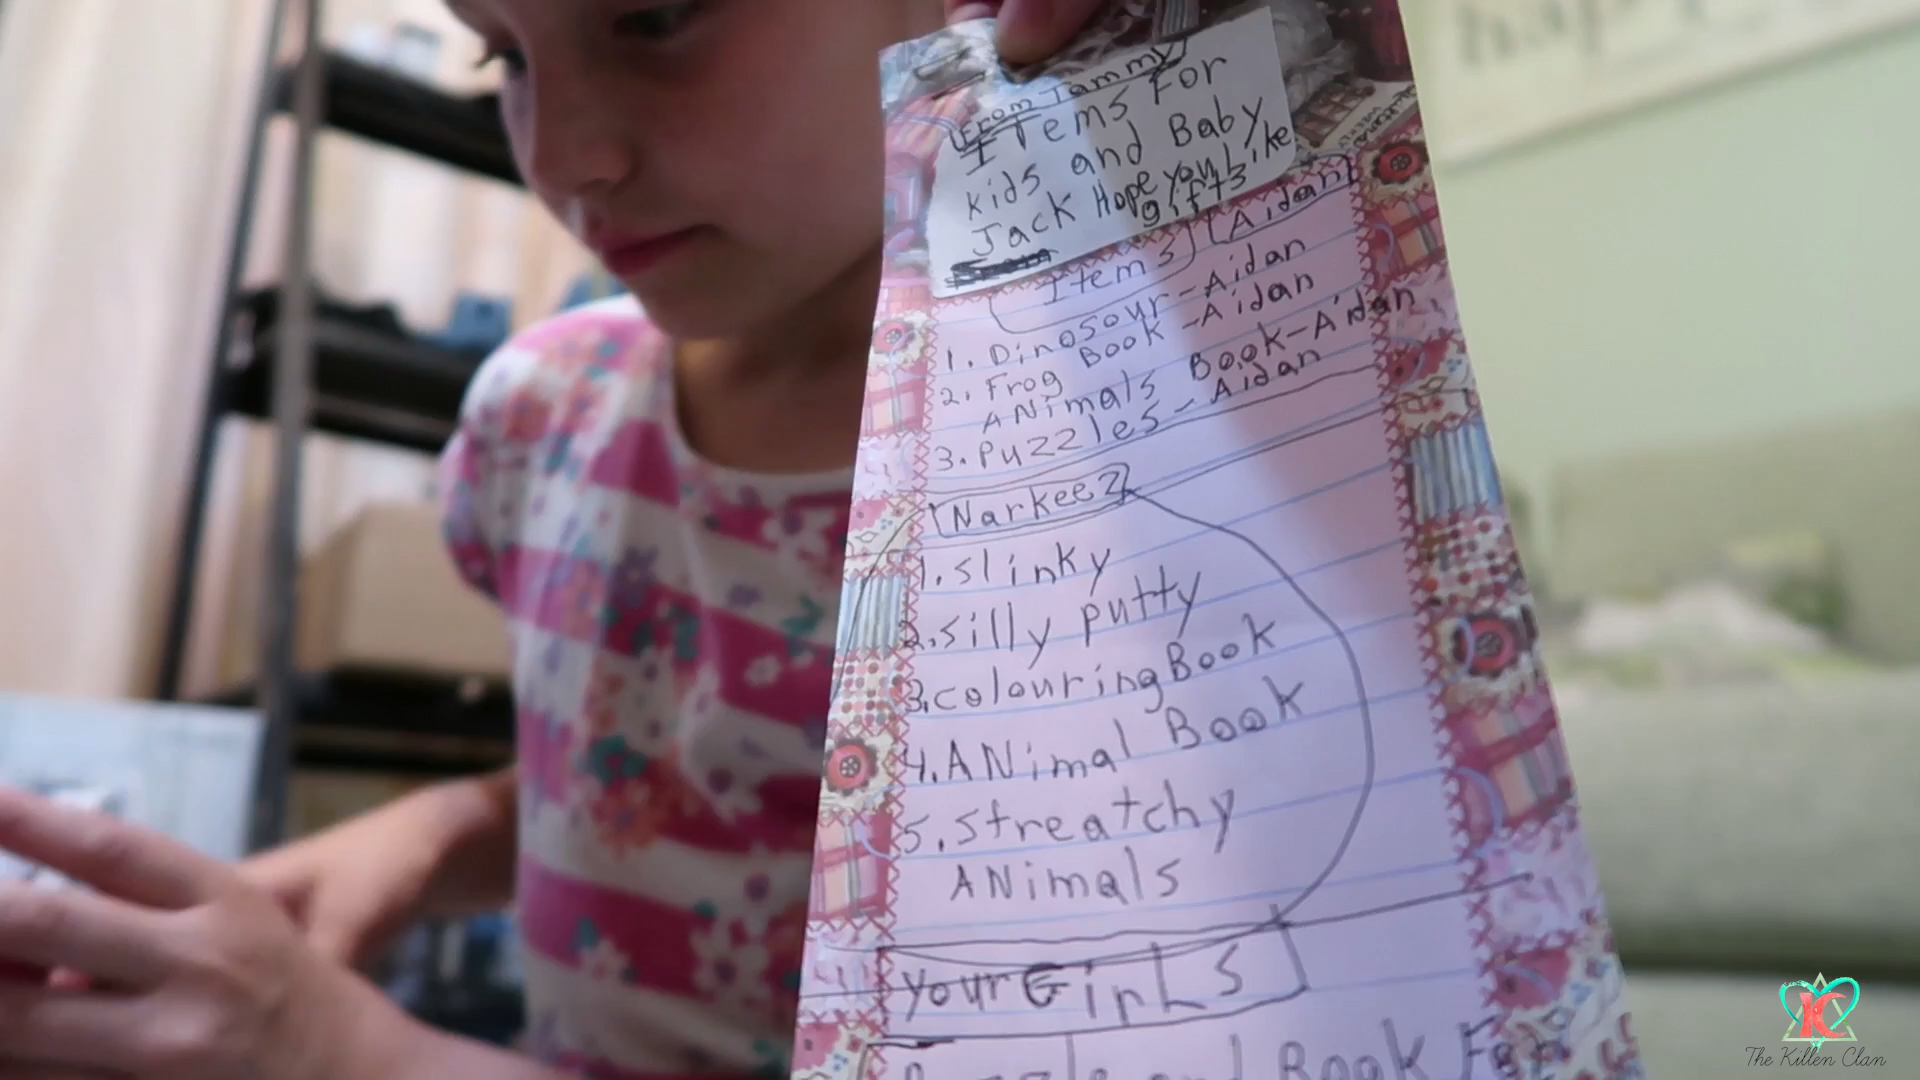 From Tammy
Items For
kids and Baby
Jack Hope you Like
gifts
Items Aidan
1. Dinosour - Aidan
2. Frog Book - Aidan
ANimals Book - Aidan
3. Puzzles - Aidan
Narkeez
1. Slinky
2. Silly putty
3. colouring Book
4. ANimal Book
5. Streatchy
ANimals
your GirLS
and Book For
The Killen Clan